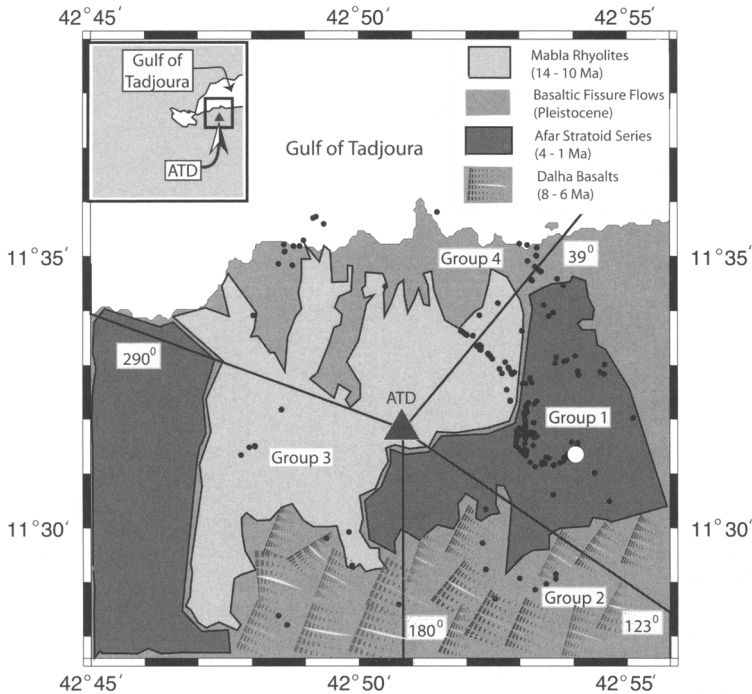 42°45′
42°50′
42°55′
Gulf of
Tadjoura
ATD
Mabla Rhyolites
(14 - 10 Ma)
Basaltic Fissure Flows
(Pleistocene)
Afar Stratoid Series
(4 - 1 Ma)
Dalha Basalts
(8 - 6 Ma)
Gulf of Tadjoura
11°35′
11°35′
Group 4
39⁰
290⁰
ATD
Group 1
Group 3
11°30′
11°30′
Group 2
180⁰
123⁰
42°45′
42°50′
42°55′